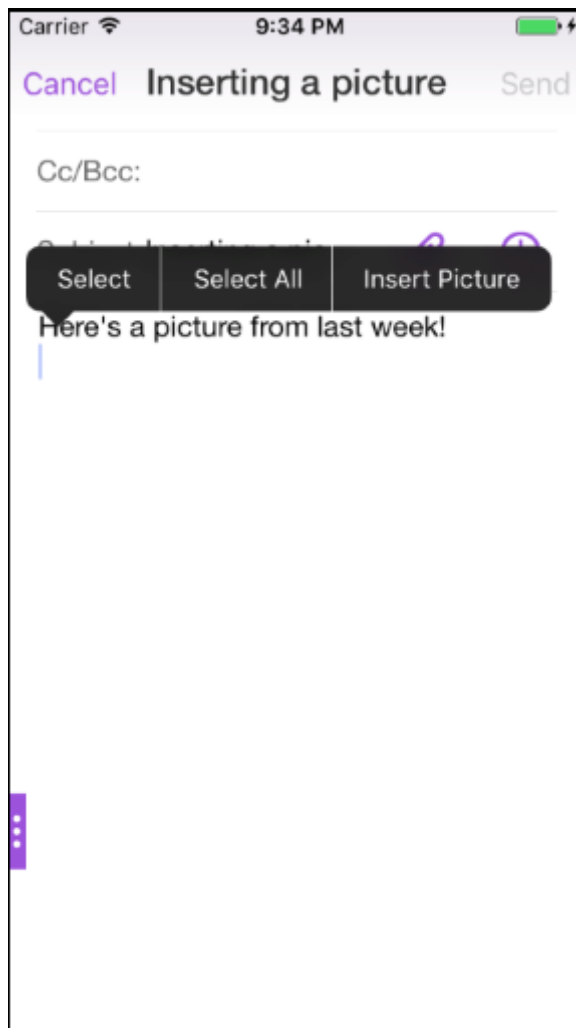 Carrier 9:34 PM
Cancel Inserting a picture Send
Cc/Bcc:
Select Select All Insert Picture
Here's a picture from last week!